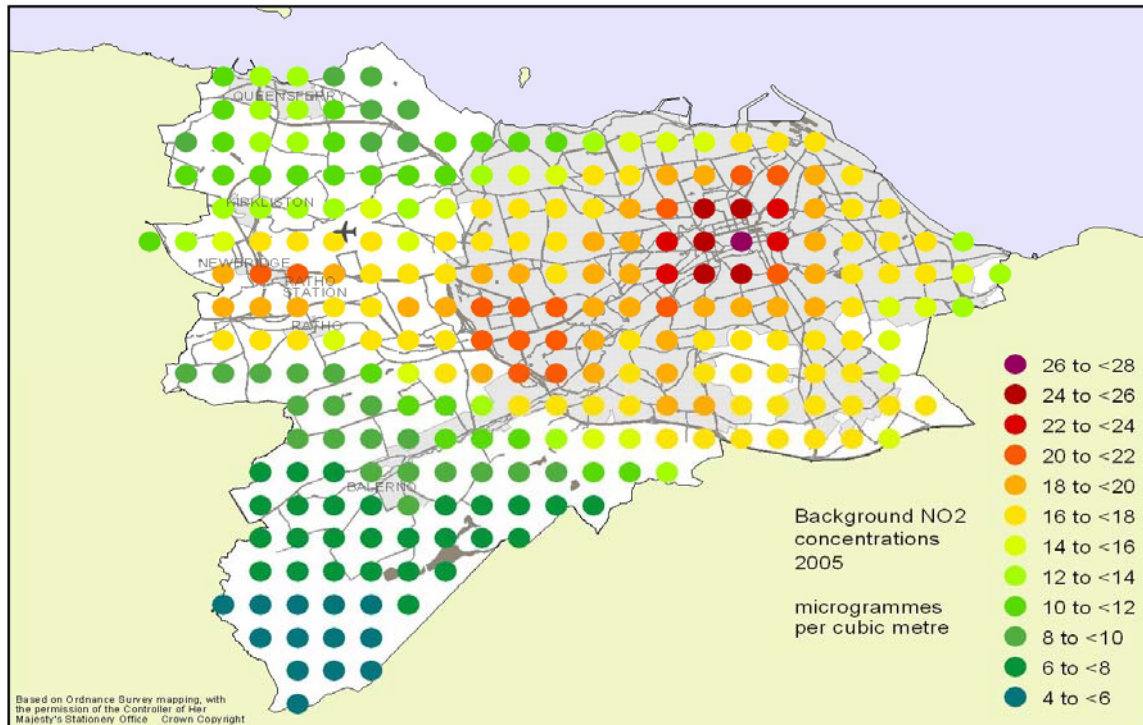 QUEENSFERRY
KIRKLISTON
NEWBRIDGE
RATHO
STATION
RATHO
BALERNO
26 to <28
24 to <26
22 to <24
20 to <22
18 to <20
16 to <18
14 to <16
12 to <14
10 to <12
8 to <10
6 to <8
4 to <6
Background NO2
concentrations
2005
microgrammes
per cubic metre
Based on Ordnance Survey mapping, with
the permission of the Controller of Her
Majesty's Stationery Office Crown Copyright